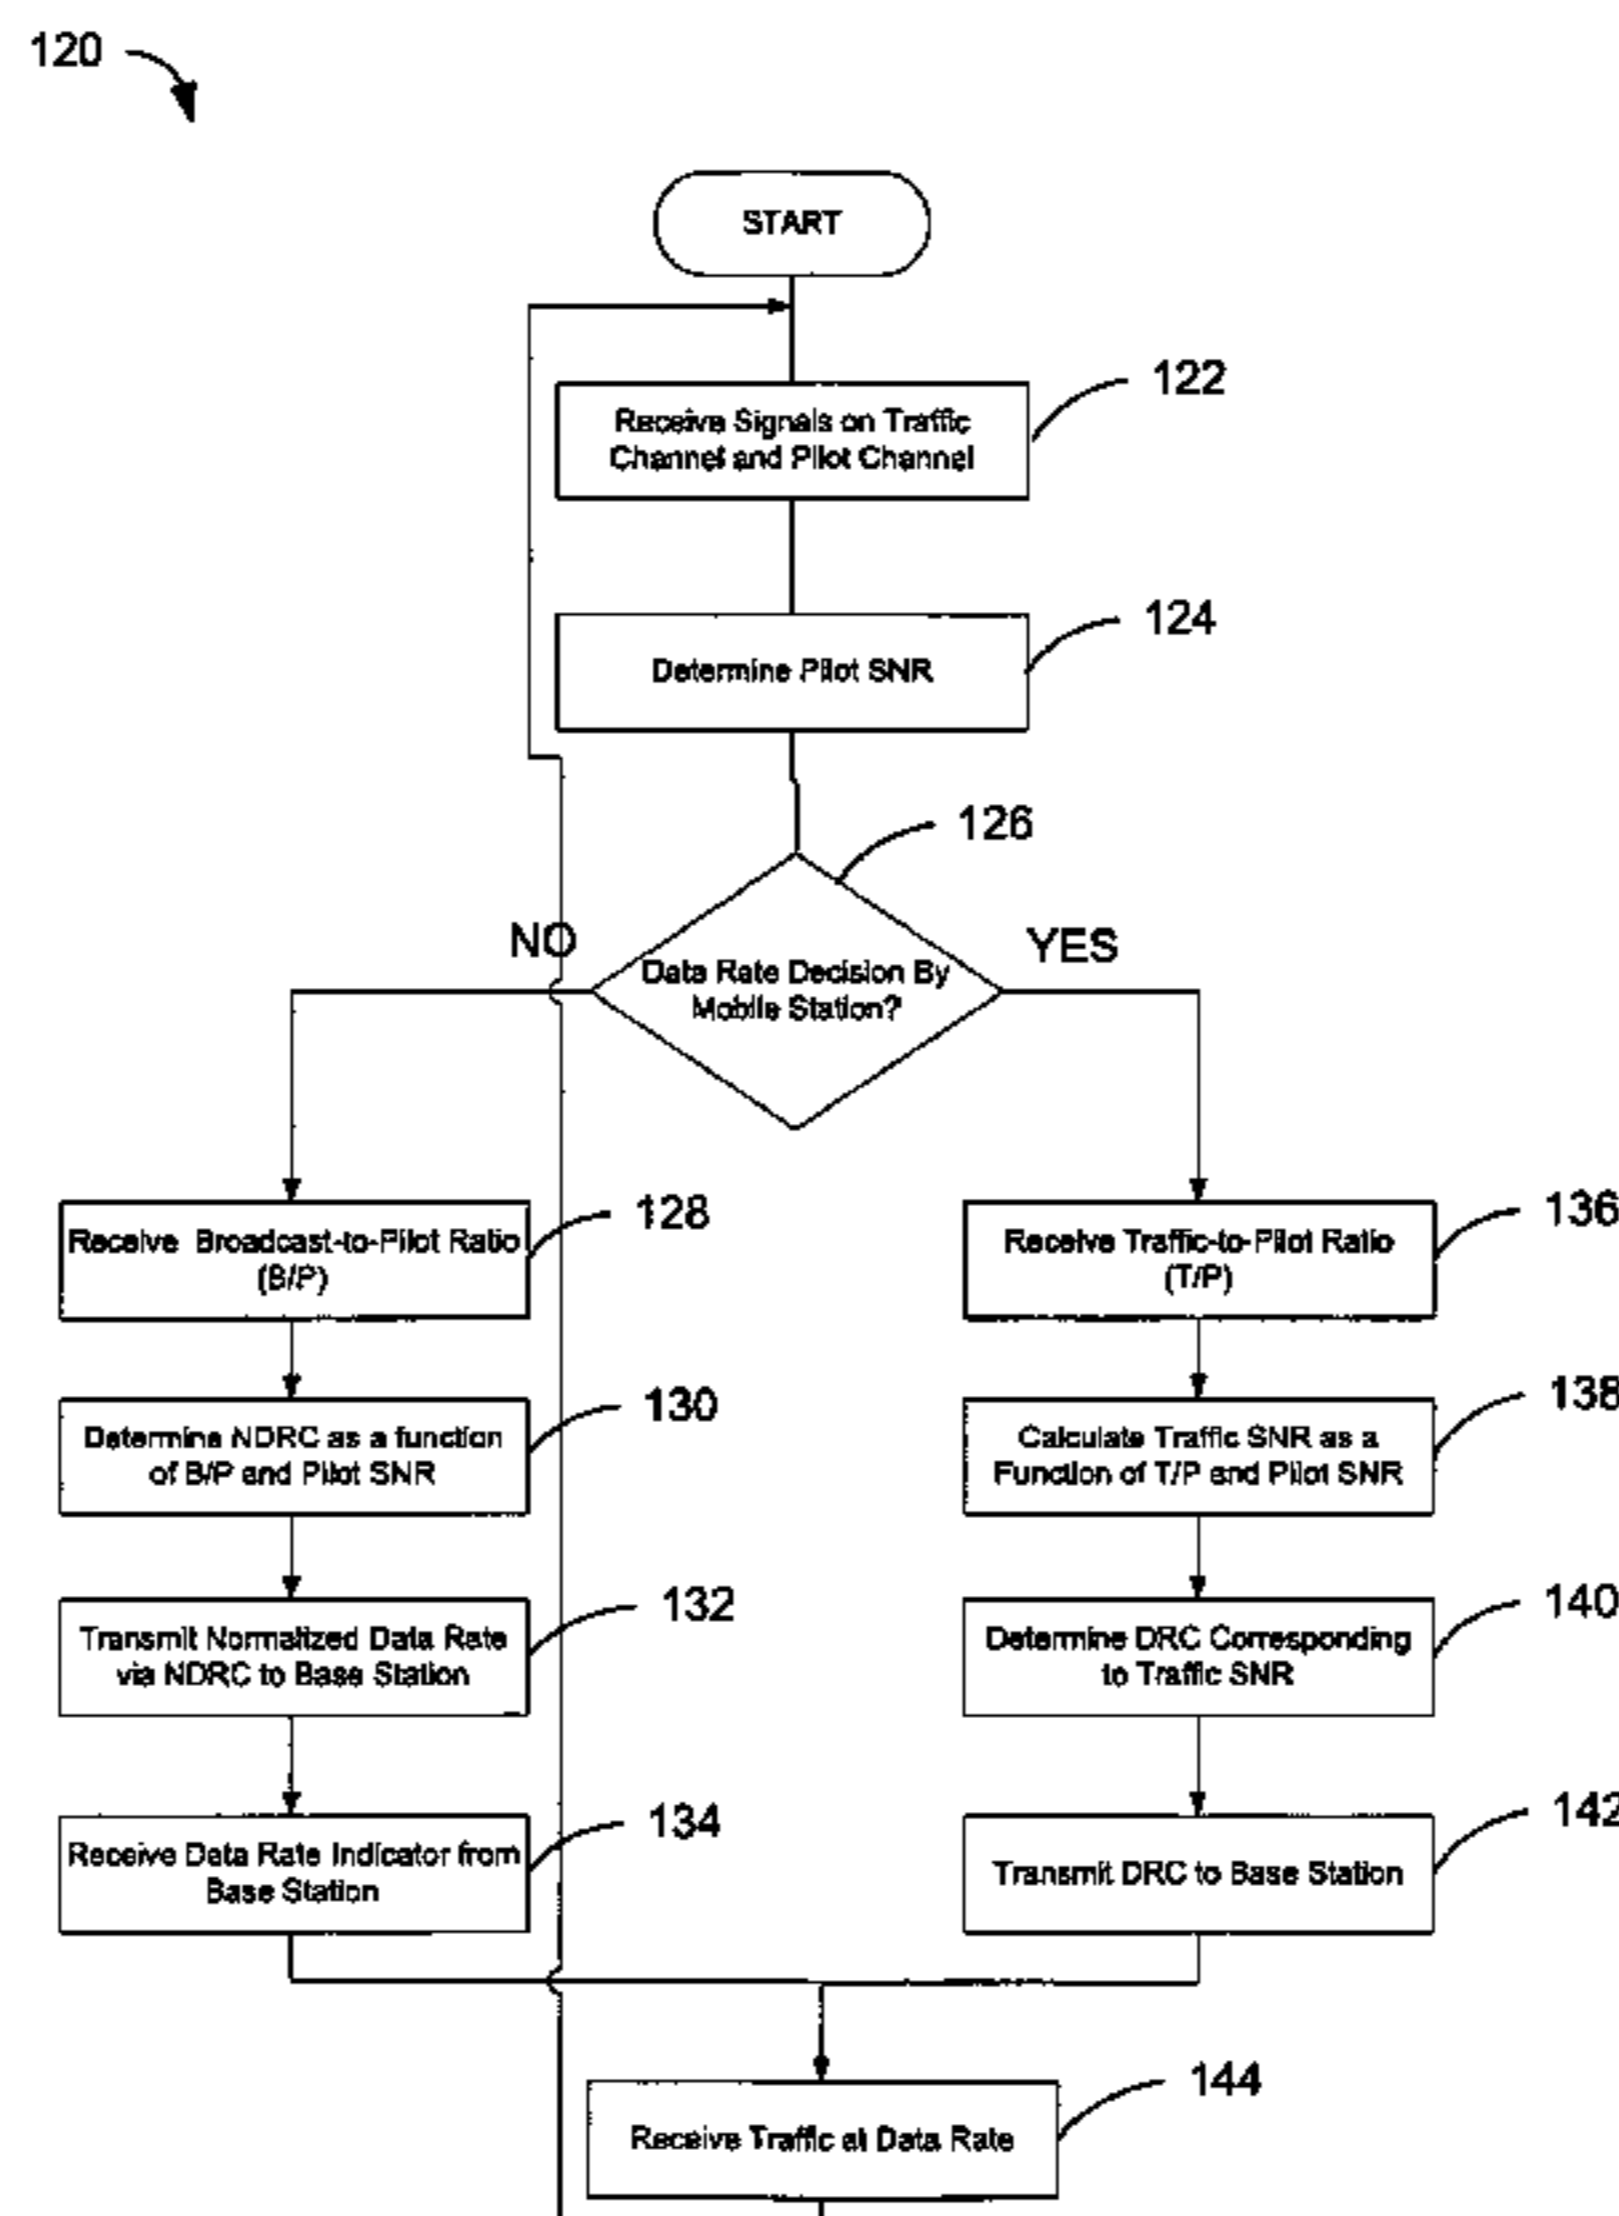 120
START
Receive Signals on Traffic
Channel and Pilot Channel
122
Determine Pilot SNR
124
126
NO
YES
Data Rate Decision By
Mobile Station?
Receive Broadcast-to-Pilot Ratio
(B/P)
128
Receive Traffic-to-Pilot Ratio
(T/P)
136
Determine NDRC as a function
of B/P and Pilot SNR
130
Calculate Traffic SNR as a
Function of T/P and Pilot SNR
138
Transmit Normalized Data Rate
via NDRC to Base Station
132
Determine DRC Corresponding
to Traffic SNR
140
Receive Data Rate Indicator from
Base Station
134
Transmit DRC to Base Station
142
Receive Traffic at Data Rate
144